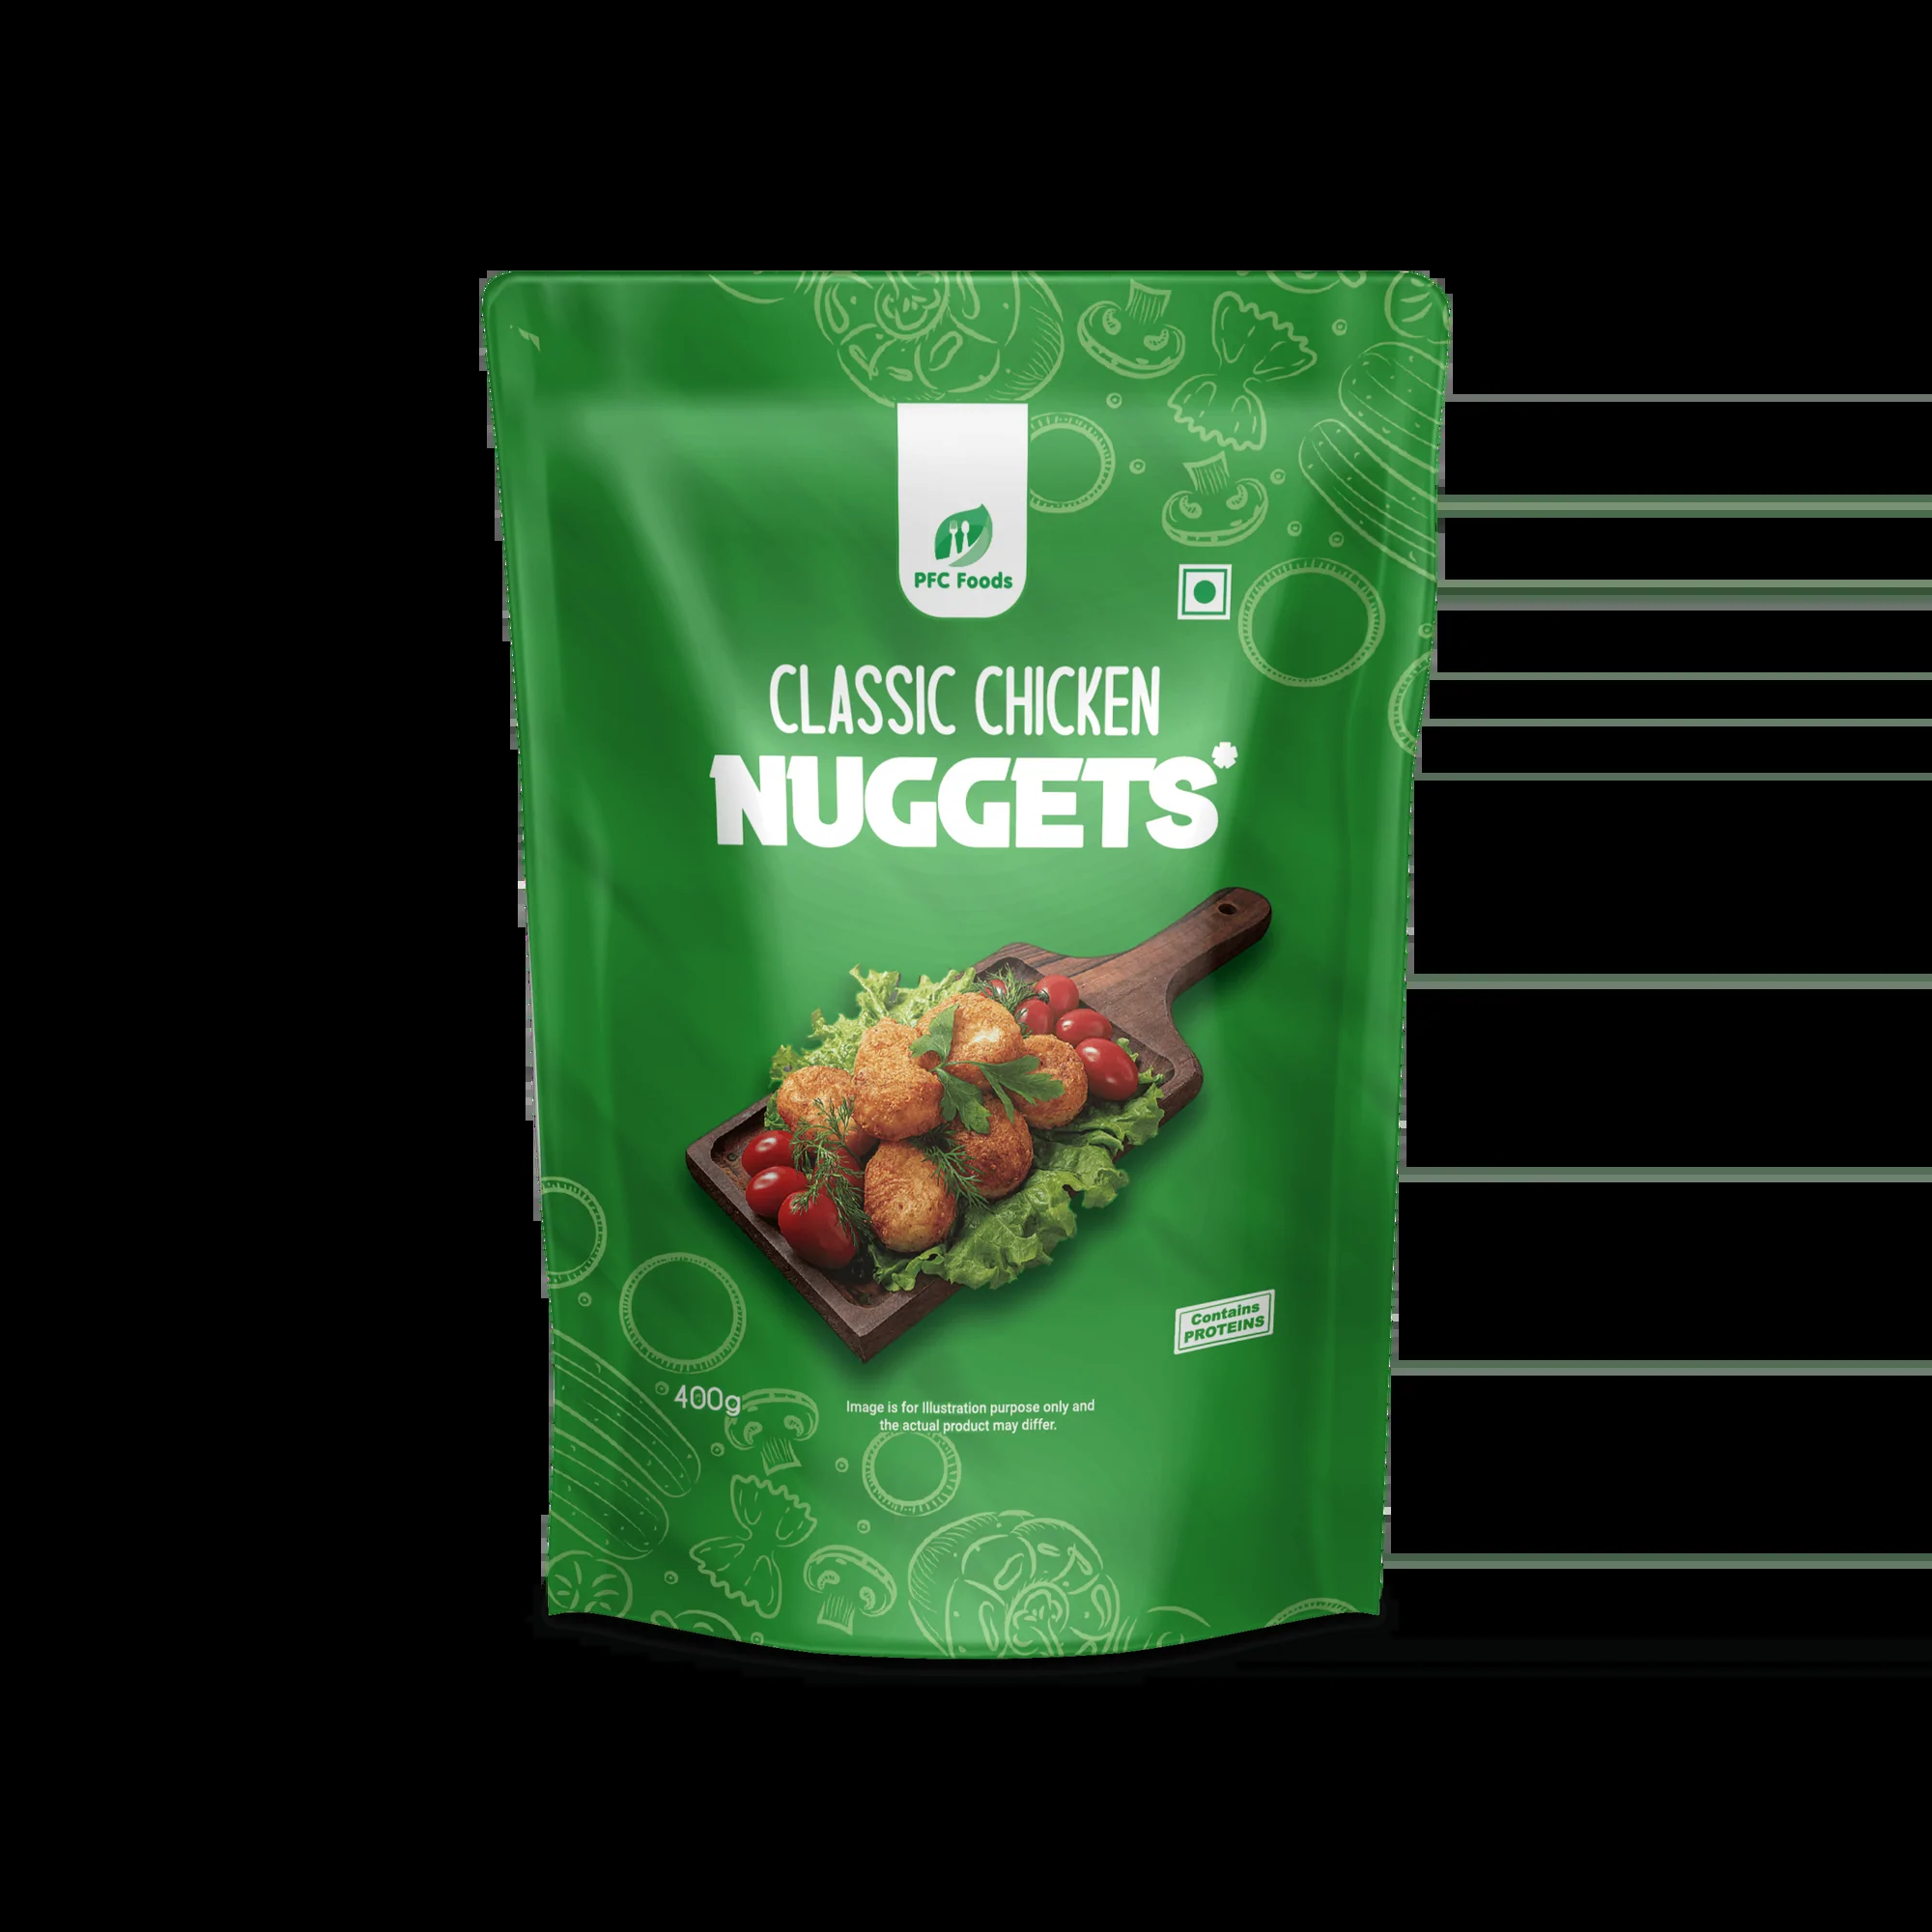 PFC Foods
CLASSIC CHICKEN
NUGGETS*
Contains
PROTEINS
400g
Image is for Illustration purpose only and
the actual product may differ.